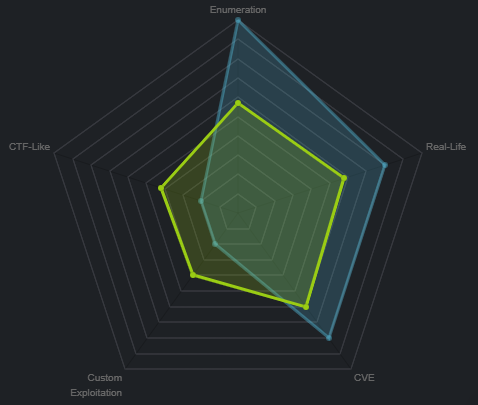 Enumeration
CTF-Like
Real-Life
Custom
Exploitation
CVE